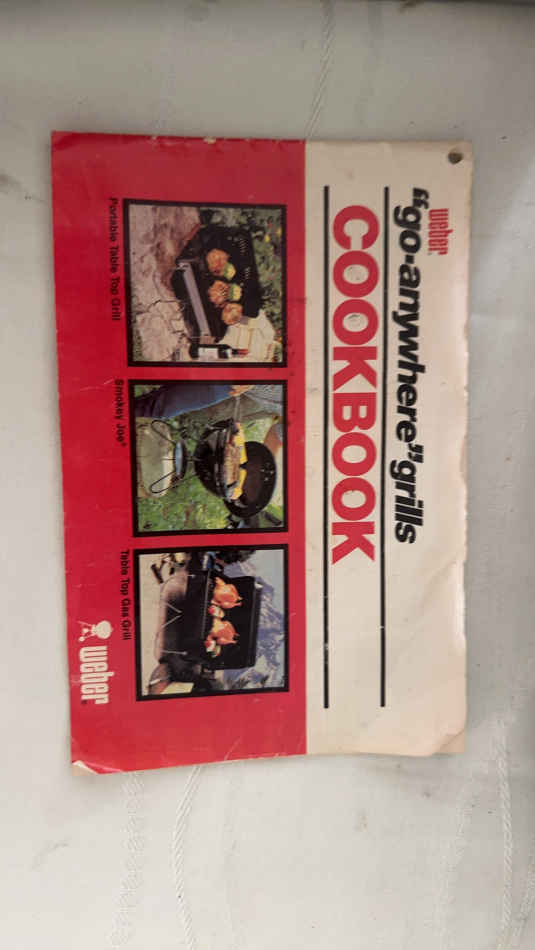 weber
"go-anywhere" grills
COOKBOOK
Portable Table Top Grill
Smokey Joe®
Table Top Gas Grill
weber®